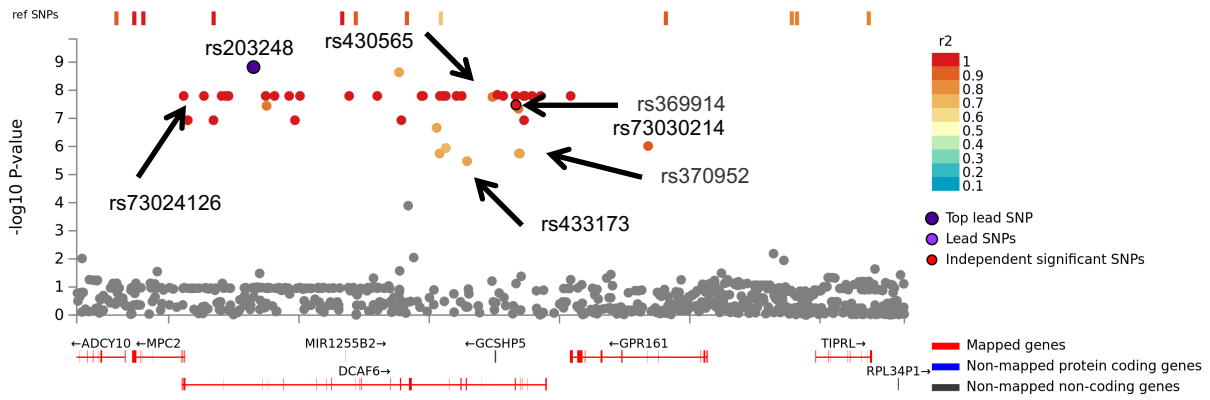 ref SNPs
r2
rs430565
rs203248
9
8
7
6
5
4
3
2
1
0
-log10 P-value
rs369914
rs73030214
rs370952
rs73024126
rs433173
1
0.9
0.8
0.7
0.6
0.5
0.4
0.3
0.2
0.1
Top lead SNP
Lead SNPs
Independent significant SNPs
←ADCY10
←MPC2
MIR1255B2→
←GCSHP5
←GPR161
TIPRL→
DCAF6→
RPL34P1→
Mapped genes
Non-mapped protein coding genes
Non-mapped non-coding genes